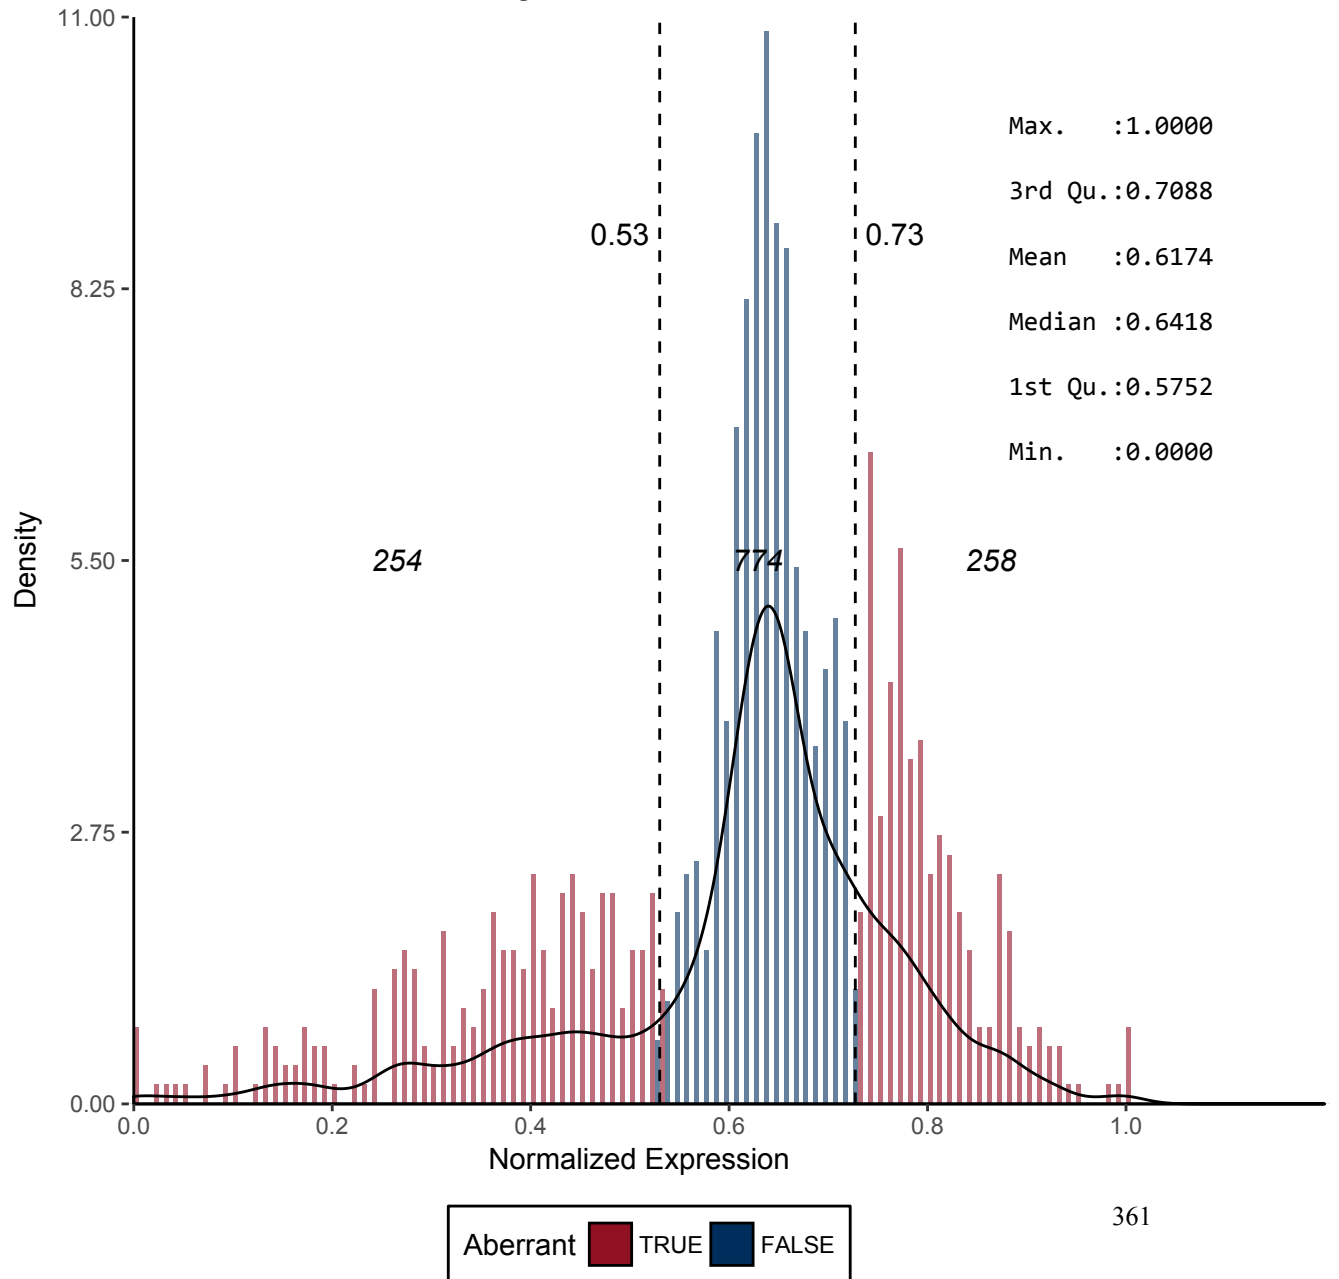 11.00
Max. :1.0000
3rd Qu.:0.7088
0.53
0.73
Mean :0.6174
8.25
Median :0.6418
1st Qu.:0.5752
Min. :0.0000
Density
5.50
254
774
258
2.75
0.00
0.0 0.2 0.4 0.6 0.8 1.0
Normalized Expression
361
Aberrant TRUE FALSE